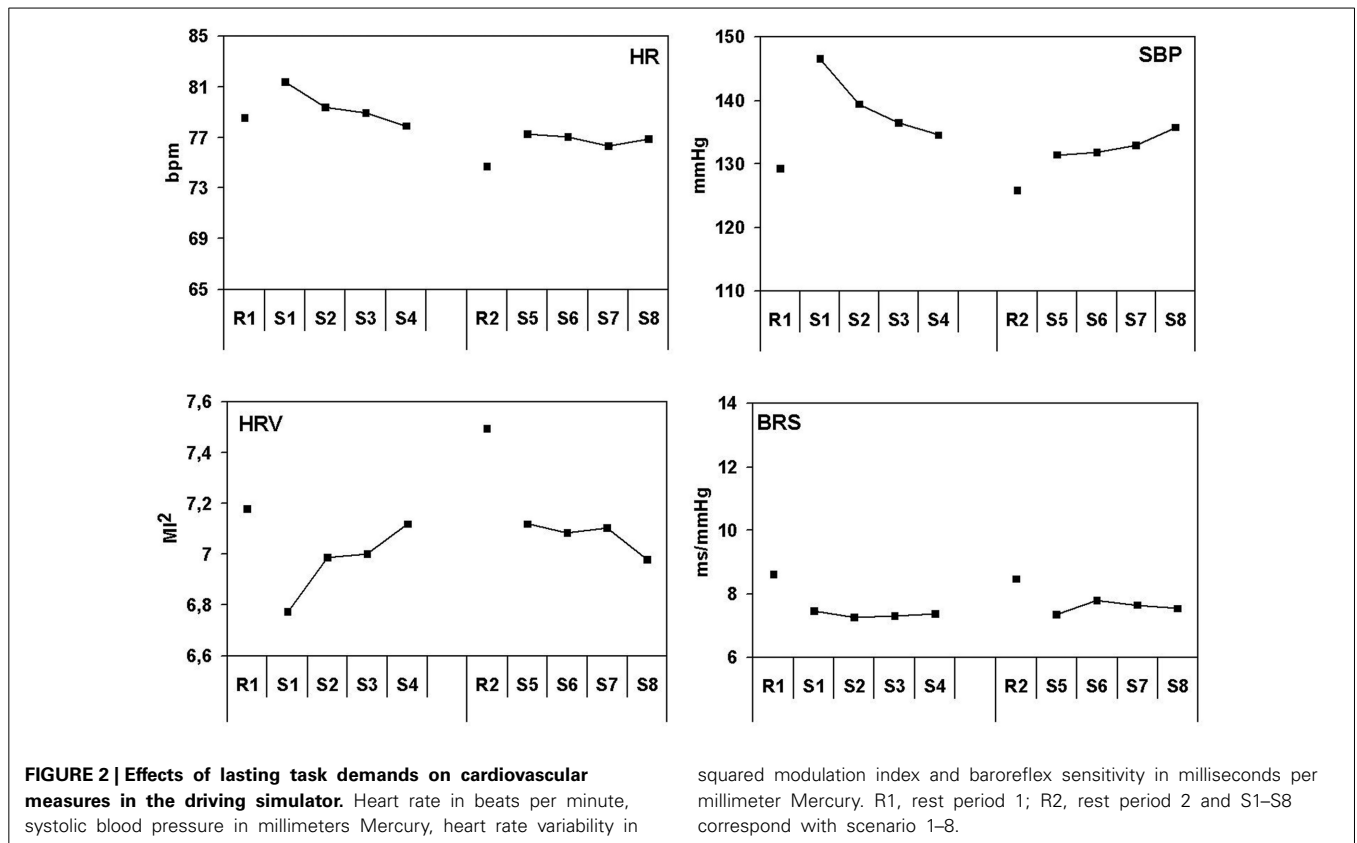 HR
bpm
85
81
77
73
69
65
R1 S1 S2 S3 S4 R2 S5 S6 S7 S8
SBP
mmHg
150
140
130
120
110
R1 S1 S2 S3 S4 R2 S5 S6 S7 S8
HRV
MI²
7,6
7,4
7,2
7
6,8
6,6
R1 S1 S2 S3 S4 R2 S5 S6 S7 S8
BRS
ms/mmHg
14
12
10
8
6
R1 S1 S2 S3 S4 R2 S5 S6 S7 S8
FIGURE 2 | Effects of lasting task demands on cardiovascular
measures in the driving simulator. Heart rate in beats per minute,
systolic blood pressure in millimeters Mercury, heart rate variability in
squared modulation index and baroreflex sensitivity in milliseconds per
millimeter Mercury. R1, rest period 1; R2, rest period 2 and S1–S8
correspond with scenario 1–8.